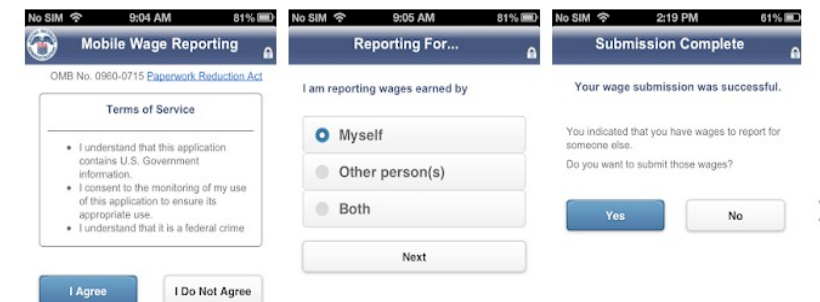 No SIM 9:04 AM 81%
Mobile Wage Reporting
OMB No. 0960-0715 Paperwork Reduction Act
Terms of Service
• I understand that this application
contains U.S. Government
information.
• I consent to the monitoring of my use
of this application to ensure its
appropriate use.
• I understand that it is a federal crime
I Agree I Do Not Agree
No SIM 9:05 AM 81%
Reporting For...
I am reporting wages earned by
Myself
Other person(s)
Both
Next
No SIM 2:19 PM 61%
Submission Complete
Your wage submission was successful.
You indicated that you have wages to report for
someone else.
Do you want to submit those wages?
Yes No